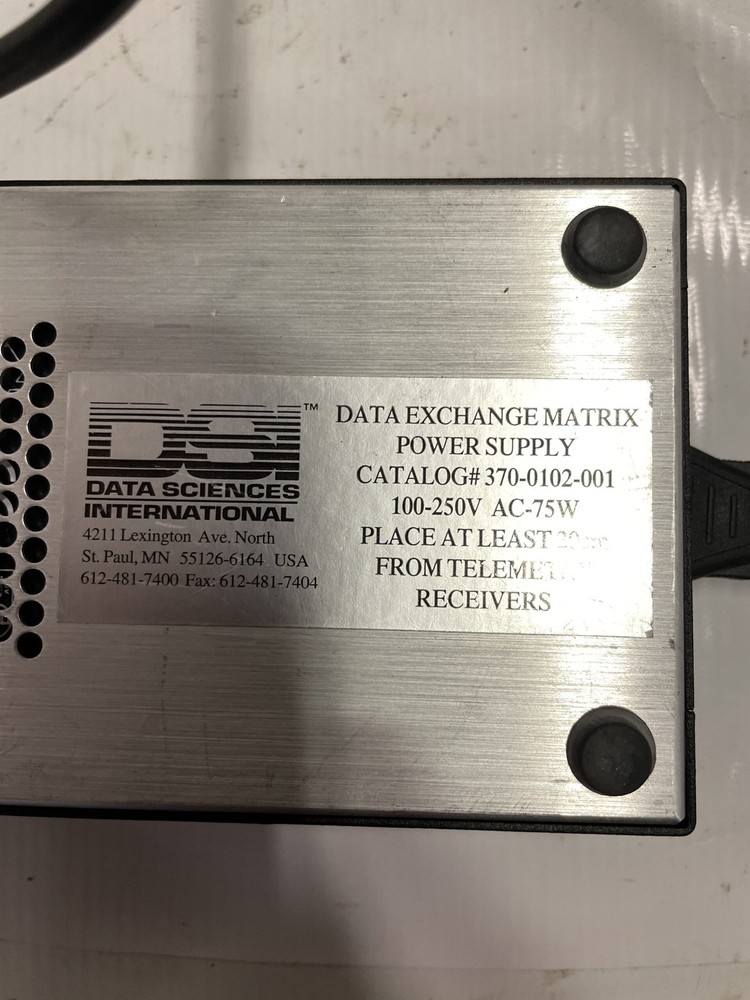 DSI™
DATA SCIENCES
INTERNATIONAL
4211 Lexington Ave. North
St. Paul, MN 55126-6164 USA
612-481-7400 Fax: 612-481-7404
DATA EXCHANGE MATRIX
POWER SUPPLY
CATALOG# 370-0102-001
100-250V AC-75W
PLACE AT LEAST
FROM
RECEIVERS